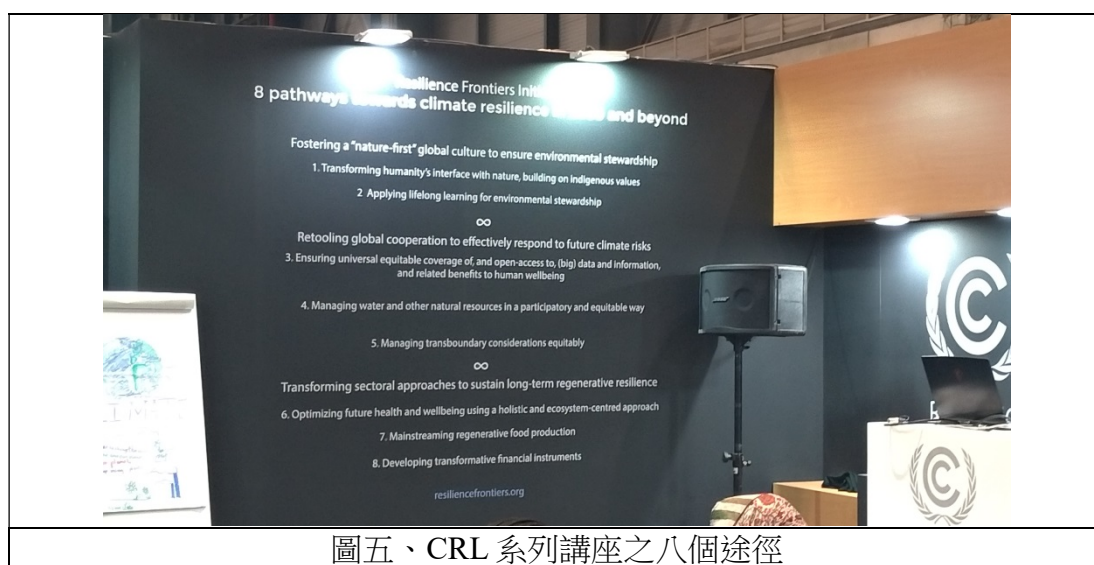 Resilience Frontiers
8 pathways towards climate resilience and beyond
Fostering a "nature-first" global culture to ensure environmental stewardship
1. Transforming humanity's interface with nature, building on indigenous values
2 Applying lifelong learning for environmental stewardship
∞
Retooling global cooperation to effectively respond to future climate risks
3. Ensuring universal equitable coverage of, and open-access to, (big) data and information,
and related benefits to human wellbeing
4. Managing water and other natural resources in a participatory and equitable way
5. Managing transboundary considerations equitably
∞
Transforming sectoral approaches to sustain long-term regenerative resilience
6. Optimizing future health and wellbeing using a holistic and ecosystem-centred approach
7. Mainstreaming regenerative food production
8. Developing transformative financial instruments
resiliencefrontiers.org
BOSE
圖五、CRL 系列講座之八個途徑